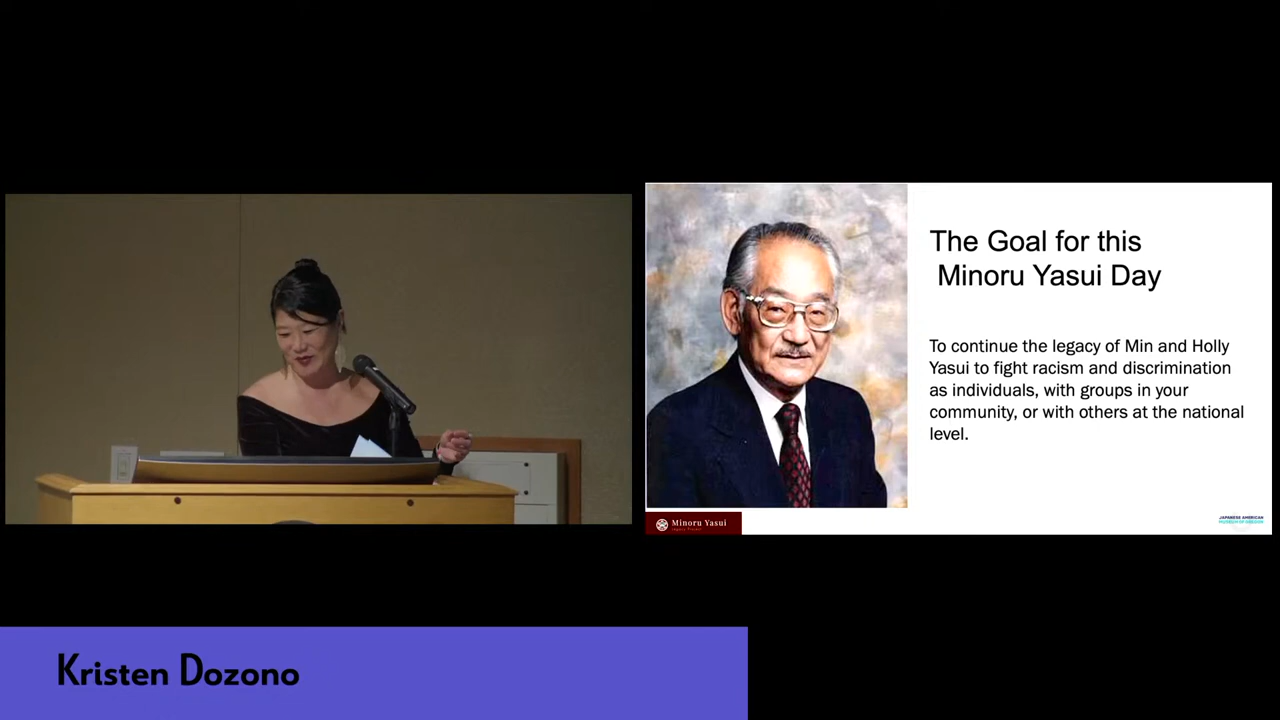 The Goal for this
Minoru Yasui Day
To continue the legacy of Min and Holly
Yasui to fight racism and discrimination
as individuals, with groups in your
community, or with others at the national
level.
Minoru Yasui
Legacy Project
JAPANESE AMERICAN
MUSEUM OF OREGON
Kristen Dozono